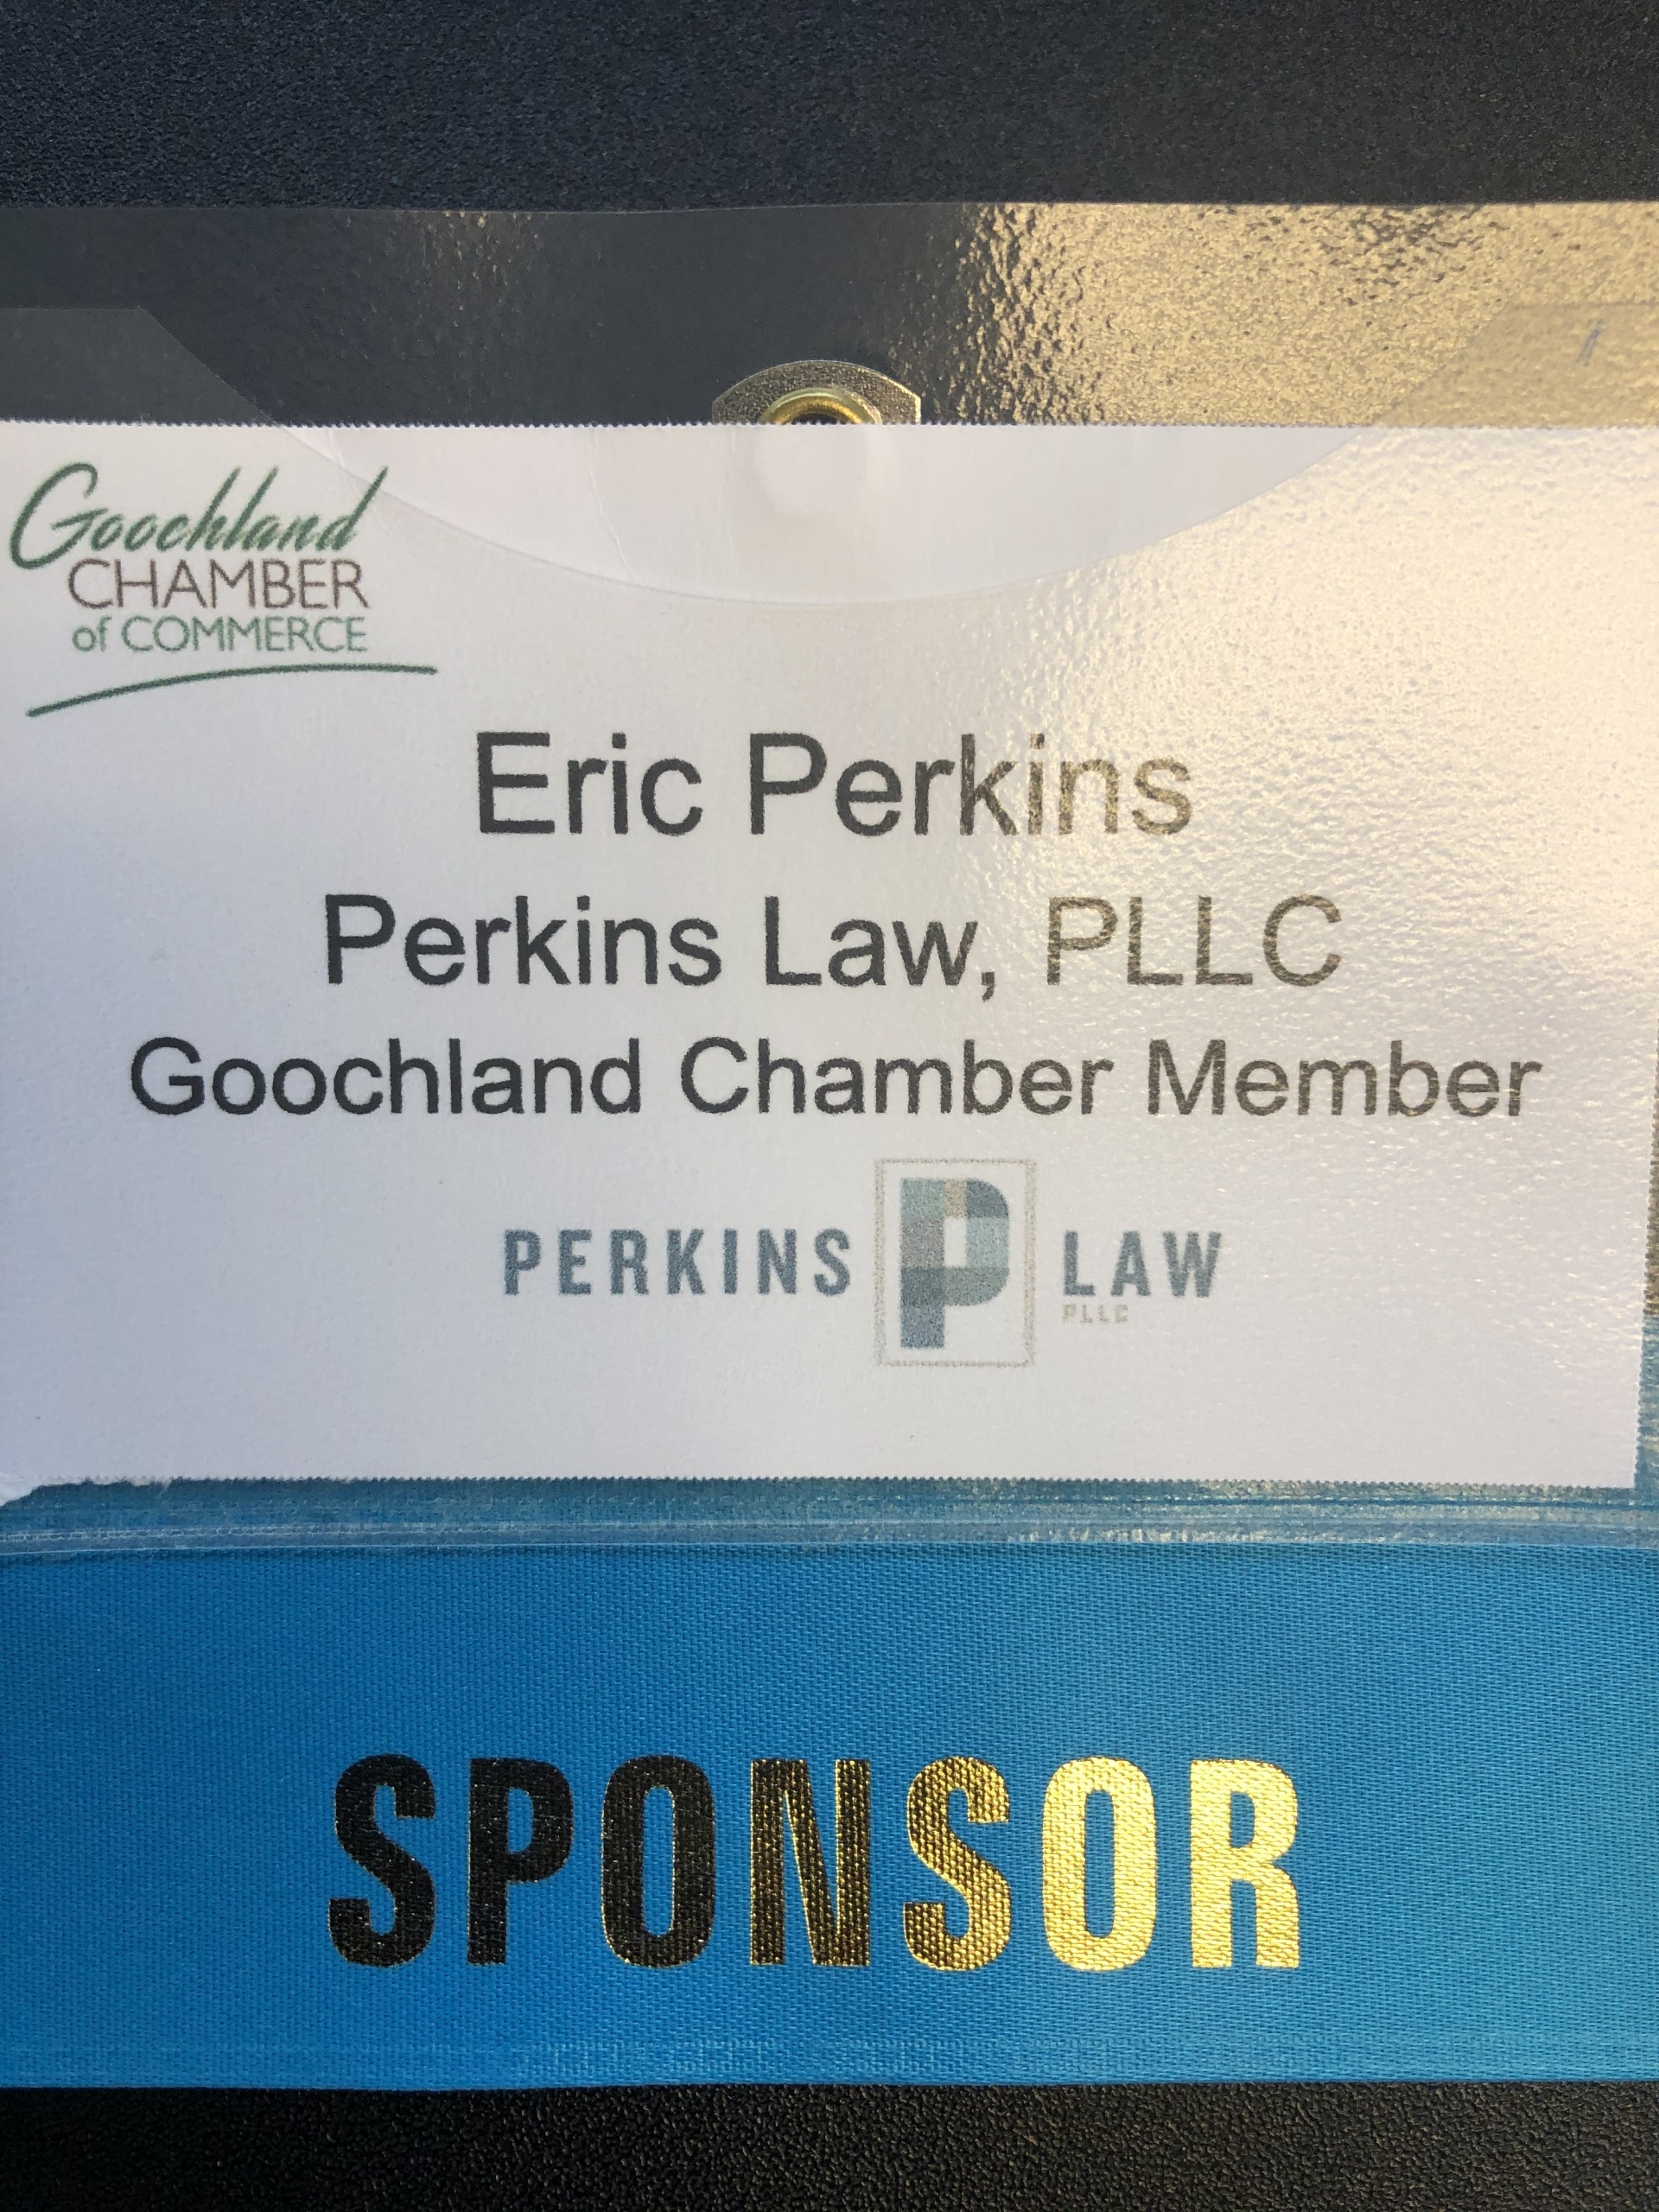 Goochland
CHAMBER
of COMMERCE
Eric Perkins
Perkins Law, PLLC
Goochland Chamber Member
PERKINS P LAW
PLLC
SPONSOR